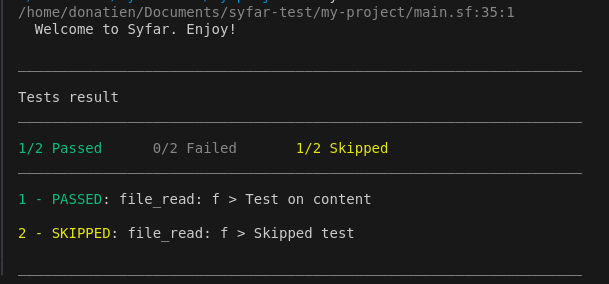 /home/donatien/Documents/syfar-test/my-project/main.sf:35:1
Welcome to Syfar. Enjoy!
Tests result
1/2 Passed 0/2 Failed 1/2 Skipped
1 - PASSED: file_read: f > Test on content
2 - SKIPPED: file_read: f > Skipped test